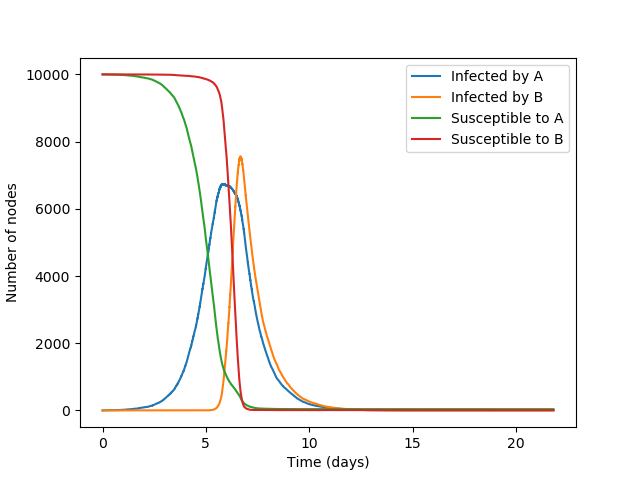 Infected by A
Infected by B
Susceptible to A
Susceptible to B
10000
8000
6000
4000
2000
0
Number of nodes
0 5 10 15 20
Time (days)